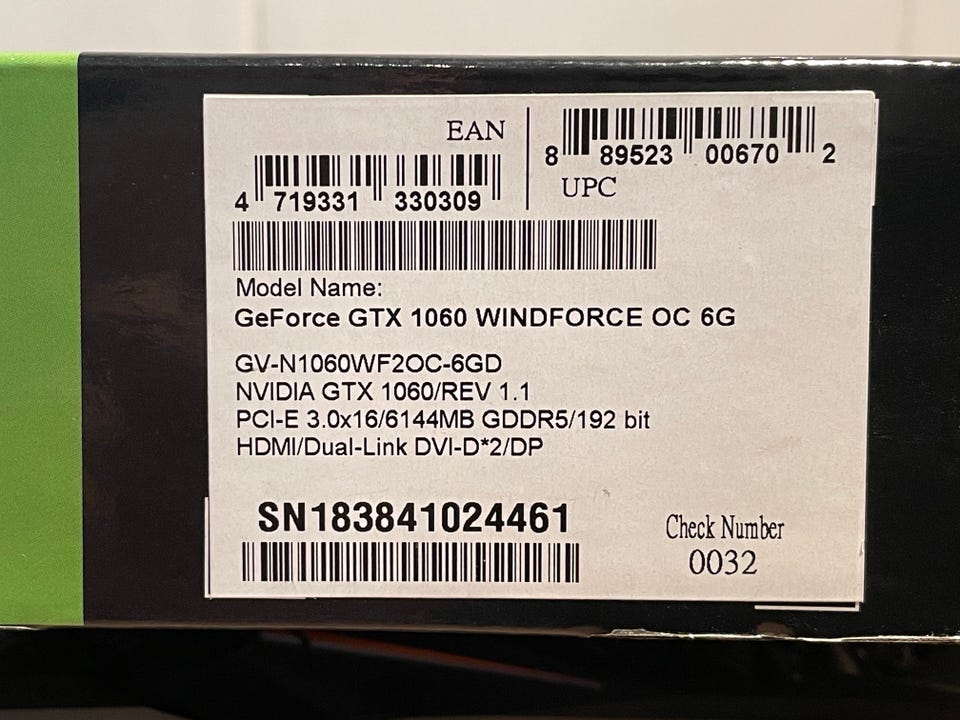 EAN
4 719331 330309
8 89523 00670 2
UPC
Model Name:
GeForce GTX 1060 WINDFORCE OC 6G
GV-N1060WF2OC-6GD
NVIDIA GTX 1060/REV 1.1
PCI-E 3.0x16/6144MB GDDR5/192 bit
HDMI/Dual-Link DVI-D*2/DP
SN183841024461
Check Number
0032